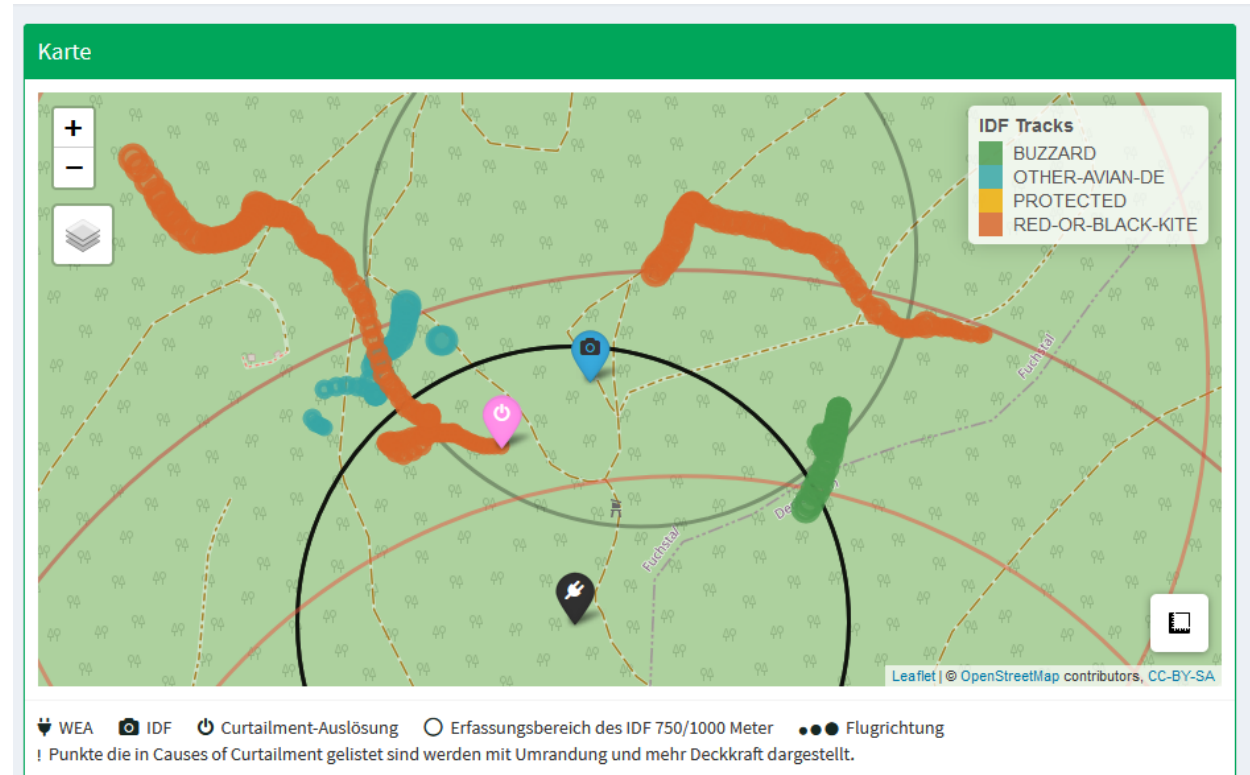 Karte
+
−
IDF Tracks
BUZZARD
OTHER-AVIAN-DE
PROTECTED
RED-OR-BLACK-KITE
Fuchstal
Fuchstal
Leaflet | © OpenStreetMap contributors, CC-BY-SA
WEA IDF Curtailment-Auslösung Erfassungsbereich des IDF 750/1000 Meter Flugrichtung
! Punkte die in Causes of Curtailment gelistet sind werden mit Umrandung und mehr Deckkraft dargestellt.